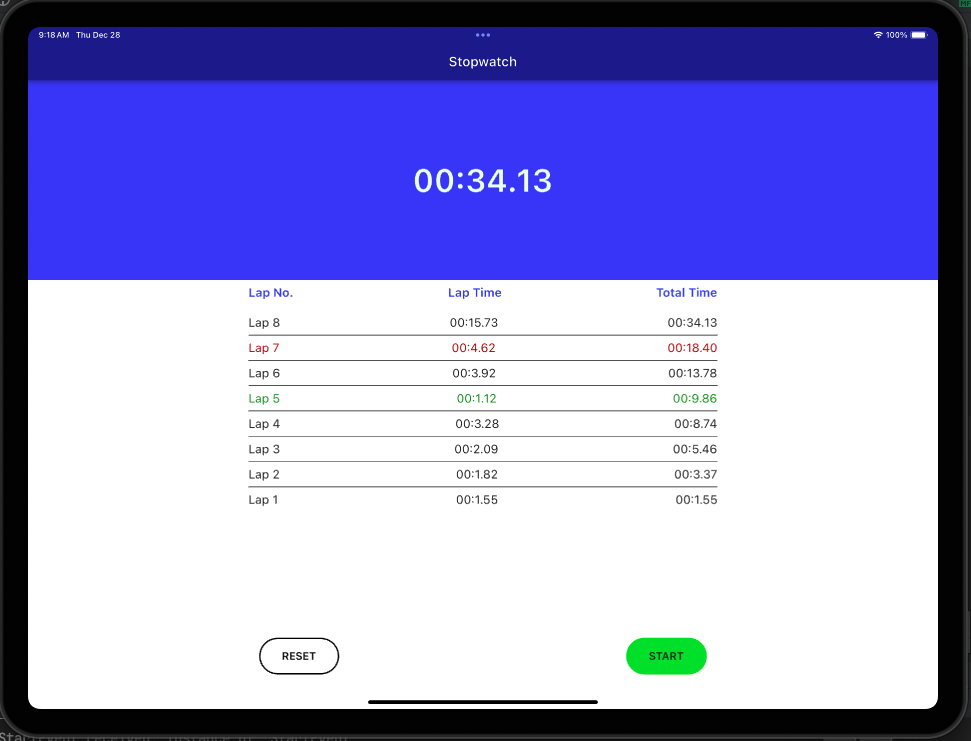 9:18 AM Thu Dec 28 100%
Stopwatch
00:34.13
Lap No. Lap Time Total Time
Lap 8 00:15.73 00:34.13
Lap 7 00:4.62 00:18.40
Lap 6 00:3.92 00:13.78
Lap 5 00:1.12 00:9.86
Lap 4 00:3.28 00:8.74
Lap 3 00:2.09 00:5.46
Lap 2 00:1.82 00:3.37
Lap 1 00:1.55 00:1.55
RESET START